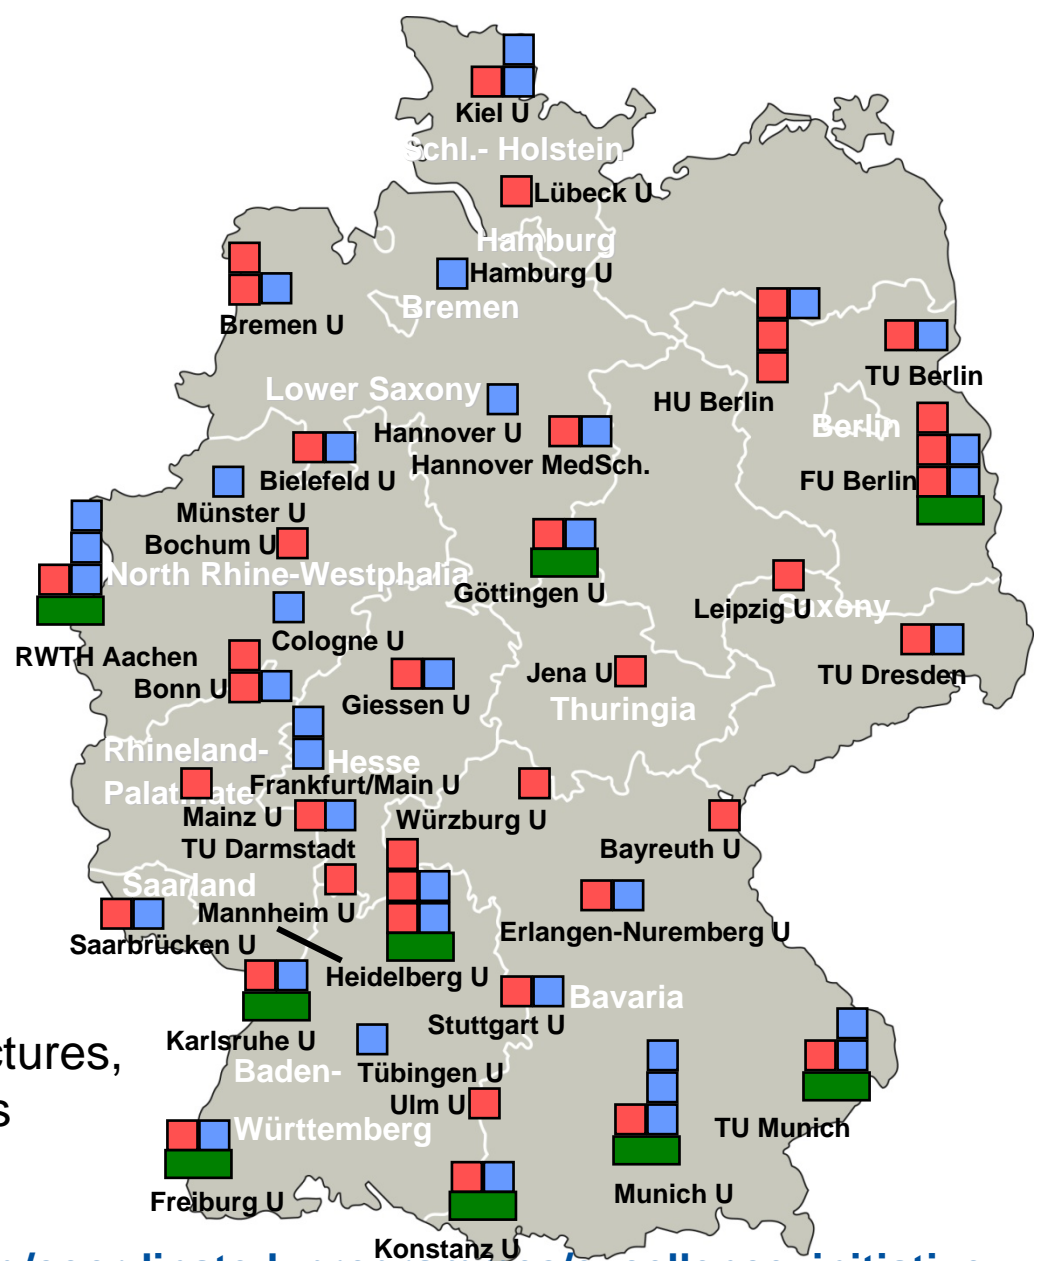 Kiel U
Schl.- Holstein
Lübeck U
Hamburg
Hamburg U
Bremen
Bremen U
TU Berlin
HU Berlin
Lower Saxony
Berlin
Hannover U
Hannover MedSch.
Bielefeld U
FU Berlin
Münster U
Bochum U
North Rhine-Westphalia
Göttingen U
Leipzig U
Saxony
Cologne U
RWTH Aachen
Jena U
TU Dresden
Bonn U
Giessen U
Thuringia
Rhineland-
Palatinate
Hesse
Frankfurt/Main U
Mainz U
Würzburg U
TU Darmstadt
Bayreuth U
Saarland
Mannheim U
Erlangen-Nuremberg U
Saarbrücken U
Heidelberg U
Bavaria
Stuttgart U
Karlsruhe U
ctures,
Baden-
Tübingen U
Ulm U
s
Württemberg
TU Munich
Freiburg U
Munich U
Konstanz U